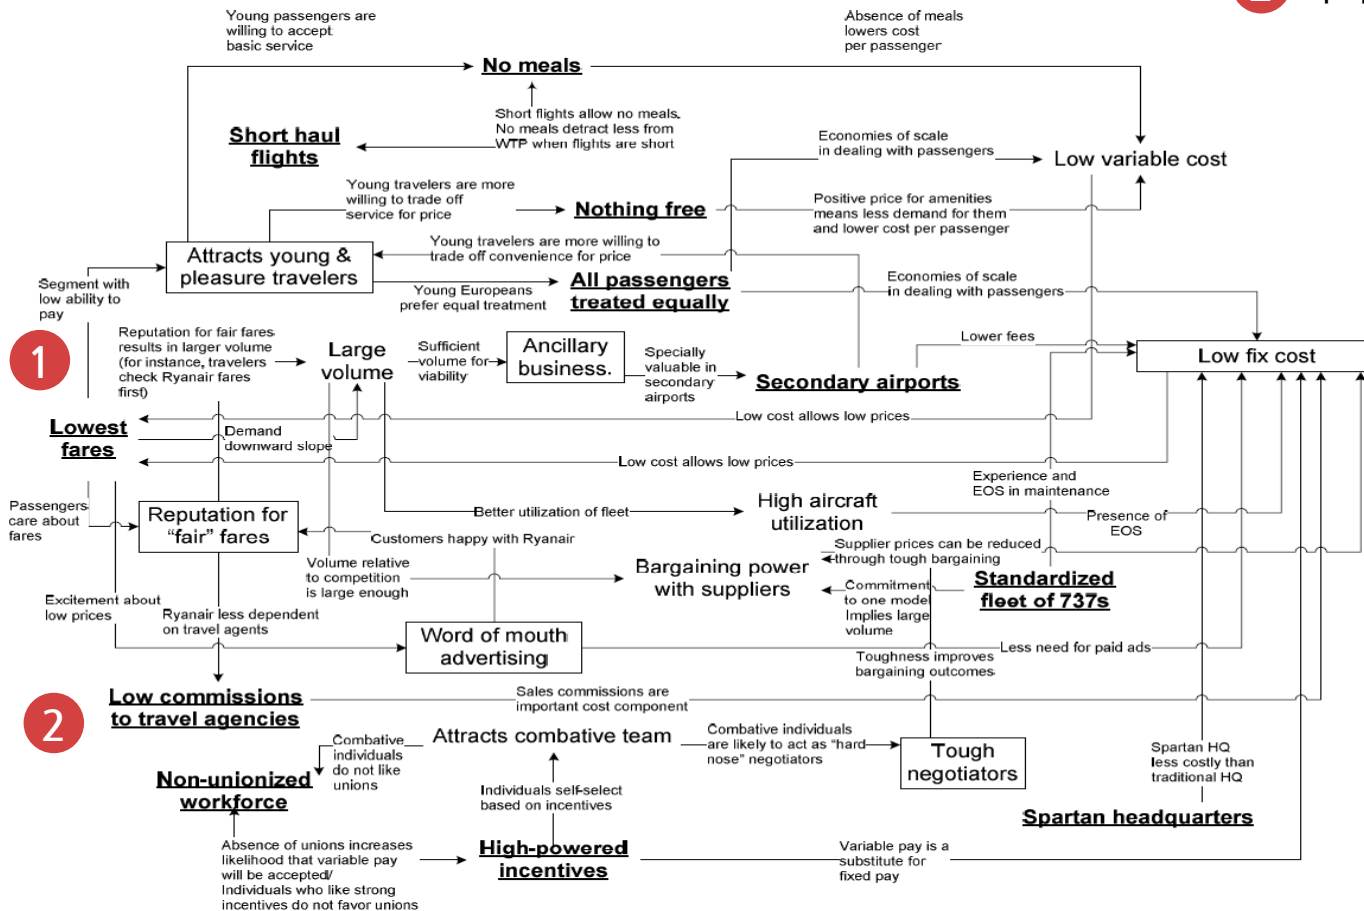 Young passengers are
willing to accept
basic service
Absence of meals
lowers cost
per passenger
No meals
Short flights allow no meals.
No meals detract less from
WTP when flights are short
Short haul
flights
Economies of scale
in dealing with passengers
Low variable cost
Young travelers are more
willing to trade off
service for price
Nothing free
Positive price for amenities
means less demand for them
and lower cost per passenger
Attracts young &
pleasure travelers
Young travelers are more willing to
trade off convenience for price
Young Europeans
prefer equal treatment
All passengers
treated equally
Economies of scale
in dealing with passengers
Segment with
low ability to
pay
1
Reputation for fair fares
results in larger volume
(for instance, travelers
check Ryanair fares
first)
Large
volume
Sufficient
volume for
viability
Ancillary
business.
Specially
valuable in
secondary
airports
Secondary airports
Lower fees
Low fix cost
Low cost allows low prices
Lowest
fares
Demand
downward slope
Low cost allows low prices
Experience and
EOS in maintenance
Passengers
care about
fares
Reputation for
“fair” fares
Better utilization of fleet
High aircraft
utilization
Presence of
EOS
Customers happy with Ryanair
Supplier prices can be reduced
through tough bargaining
Volume relative
to competition
is large enough
Bargaining power
with suppliers
Commitment
to one model
Implies large
volume
Standardized
fleet of 737s
Excitement about
low prices
Ryanair less dependent
on travel agents
Word of mouth
advertising
Less need for paid ads
Toughness improves
bargaining outcomes
2
Low commissions
to travel agencies
Sales commissions are
important cost component
Combative
individuals
do not like
unions
Attracts combative team
Combative individuals
are likely to act as “hard
nose” negotiators
Tough
negotiators
Spartan HQ
less costly than
traditional HQ
Non-unionized
workforce
Individuals self-select
based on incentives
Spartan headquarters
Absence of unions increases
likelihood that variable pay
will be accepted/
Individuals who like strong
incentives do not favor unions
High-powered
incentives
Variable pay is a
substitute for
fixed pay